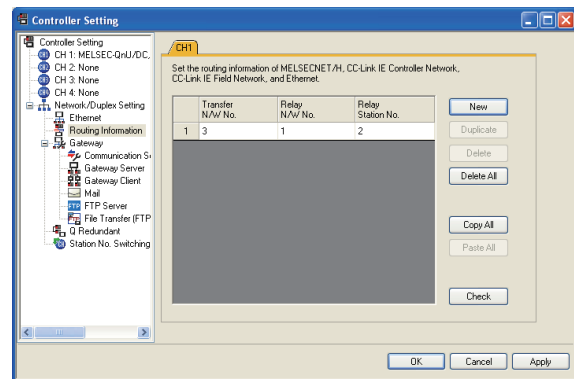 Controller Setting
Controller Setting
CH 1: MELSEC-QnU/DC,
CH 2: None
CH 3: None
CH 4: None
Network/Duplex Setting
Ethernet
Routing Information
Gateway
Communication S
Gateway Server
Gateway Client
Mail
FTP Server
File Transfer (FTP
Q Redundant
Station No. Switching
CH1
Set the routing information of MELSECNET/H, CC-Link IE Controller Network,
CC-Link IE Field Network, and Ethernet.
Transfer N/W No. Relay N/W No. Relay Station No.
1 3 1 2
New
Duplicate
Delete
Delete All
Copy All
Paste All
Check
OK Cancel Apply